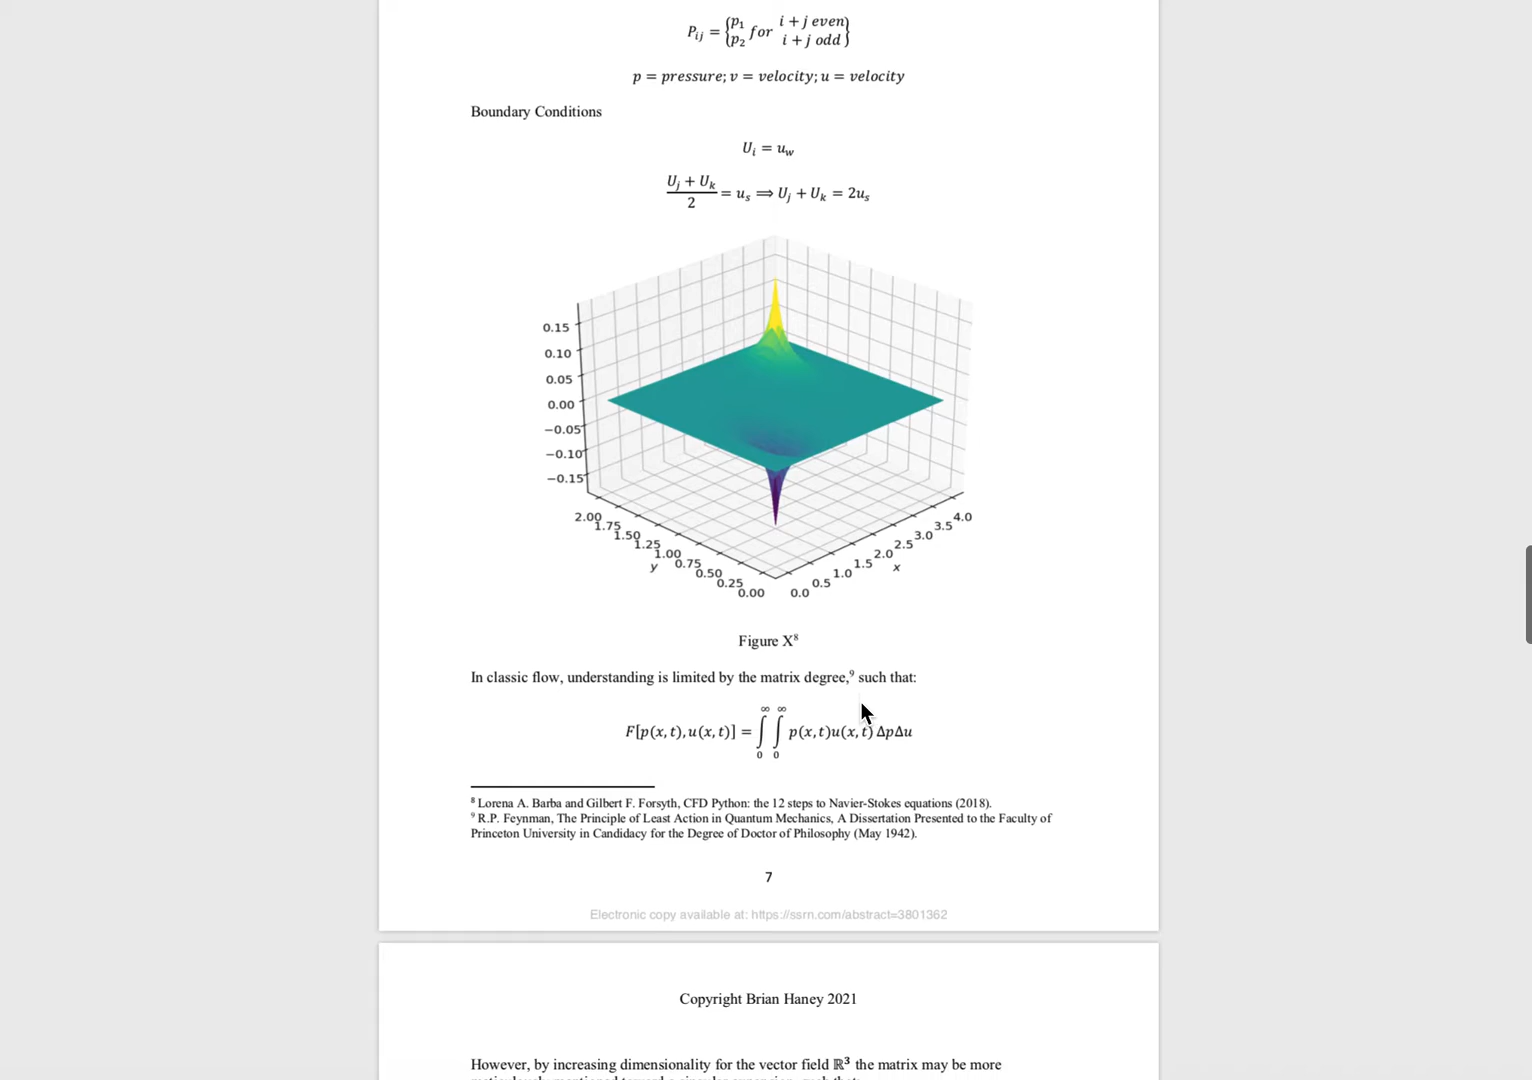 P_ij = {p_1 for i + j even}
{p_2 i + j odd}
p = pressure; v = velocity; u = velocity
Boundary Conditions
U_i = u_w
(U_j + U_k)/2 = u_s ⟹ U_j + U_k = 2u_s
0.15
0.10
0.05
0.00
−0.05
−0.10
−0.15
2.00
1.75
1.50
1.25
1.00
0.75
0.50
0.25
0.00
y
0.0
0.5
1.0
1.5
2.0
2.5
3.0
3.5
4.0
x
Figure X⁸
In classic flow, understanding is limited by the matrix degree,⁹ such that:
F[p(x, t), u(x, t)] = ∫₀^∞ ∫₀^∞ p(x, t)u(x, t) ΔpΔu
⁸ Lorena A. Barba and Gilbert F. Forsyth, CFD Python: the 12 steps to Navier-Stokes equations (2018).
⁹ R.P. Feynman, The Principle of Least Action in Quantum Mechanics, A Dissertation Presented to the Faculty of
Princeton University in Candidacy for the Degree of Doctor of Philosophy (May 1942).
7
Electronic copy available at: https://ssrn.com/abstract=3801362
Copyright Brian Haney 2021
However, by increasing dimensionality for the vector field ℝ³ the matrix may be more